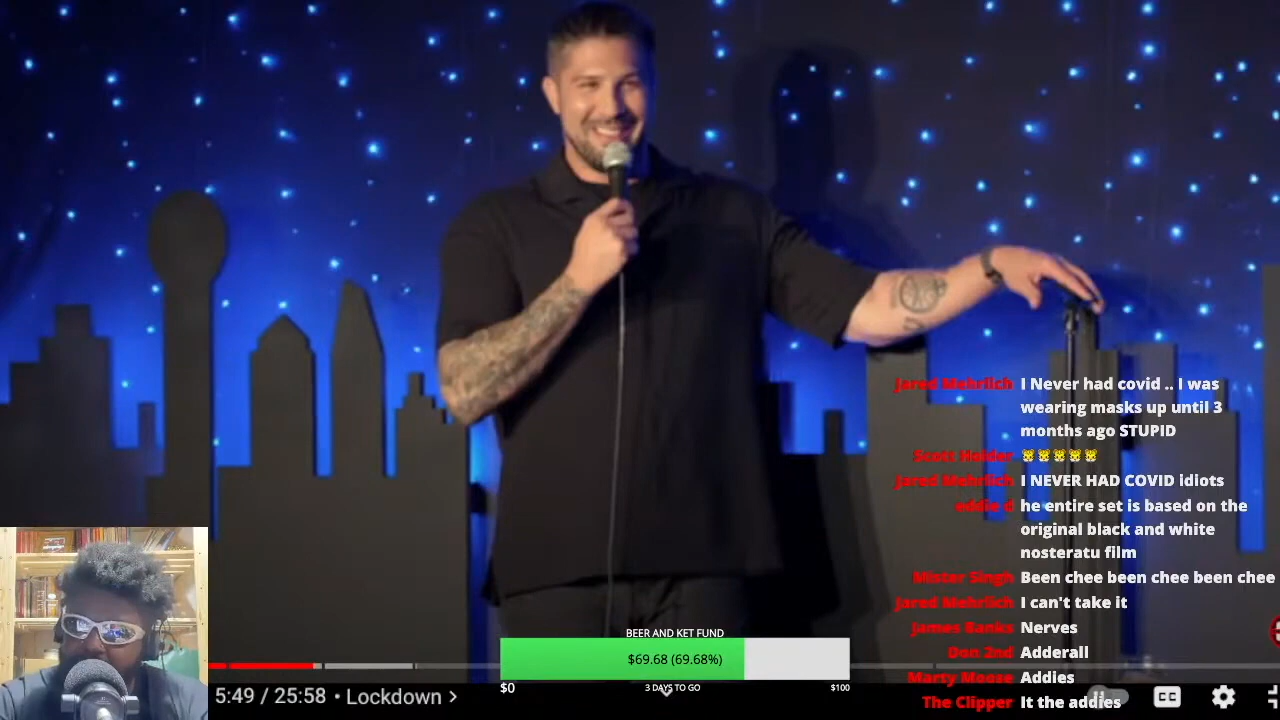 Jared Mehrlich I Never had covid .. I was
wearing masks up until 3
months ago STUPID
Scott Holder
Jared Mehrlich I NEVER HAD COVID idiots
eddie d he entire set is based on the
original black and white
nosteratu film
Mister Singh Been chee been chee been chee
Jared Mehrlich I can't take it
James Banks Nerves
Don 2nd Adderall
Marty Moose Addies
The Clipper It the addies
BEER AND KET FUND
$69.68 (69.68%)
$0 3 DAYS TO GO $100
5:49 / 25:58 • Lockdown >
CC